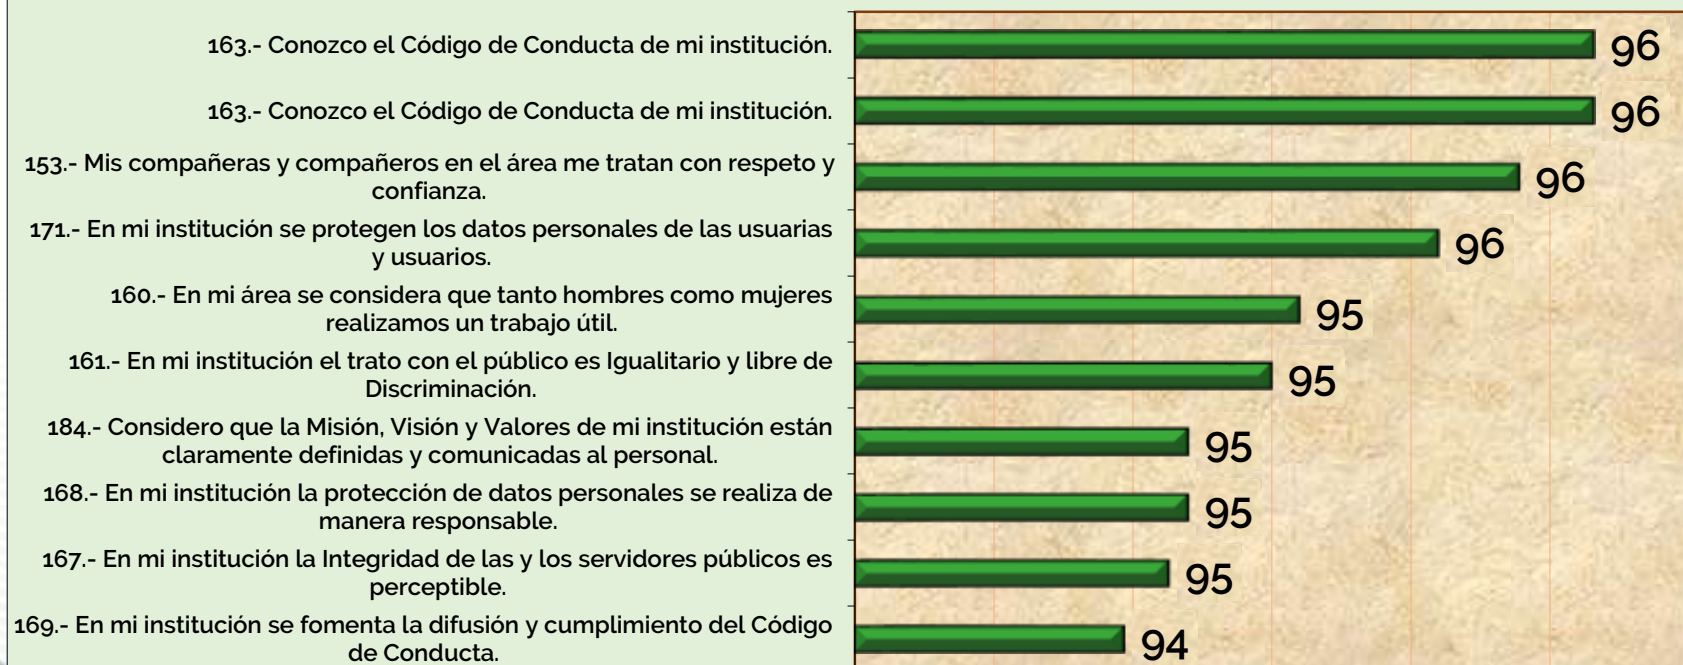 163.- Conozco el Código de Conducta de mi institución.
96
163.- Conozco el Código de Conducta de mi institución.
96
153.- Mis compañeras y compañeros en el área me tratan con respeto y
confianza.
96
171.- En mi institución se protegen los datos personales de las usuarias
y usuarios.
96
160.- En mi área se considera que tanto hombres como mujeres
realizamos un trabajo útil.
95
161.- En mi institución el trato con el público es Igualitario y libre de
Discriminación.
95
184.- Considero que la Misión, Visión y Valores de mi institución están
claramente definidas y comunicadas al personal.
95
168.- En mi institución la protección de datos personales se realiza de
manera responsable.
95
167.- En mi institución la Integridad de las y los servidores públicos es
perceptible.
95
169.- En mi institución se fomenta la difusión y cumplimiento del Código
de Conducta.
94